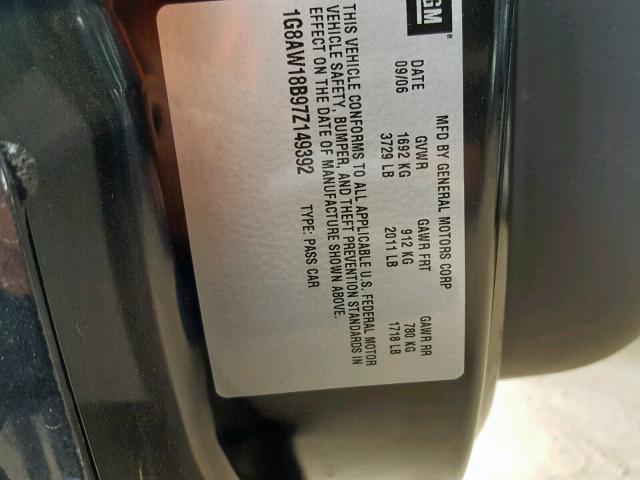 GM®
MFD BY GENERAL MOTORS CORP
DATE GVWR GAWR FRT GAWR RR
09/06 1692 KG 912 KG 780 KG
3729 LB 2011 LB 1718 LB
THIS VEHICLE CONFORMS TO ALL APPLICABLE U.S. FEDERAL MOTOR
VEHICLE SAFETY, BUMPER, AND THEFT PREVENTION STANDARDS IN
EFFECT ON THE DATE OF MANUFACTURE SHOWN ABOVE.
1G8AW18B97Z149392 TYPE: PASS CAR